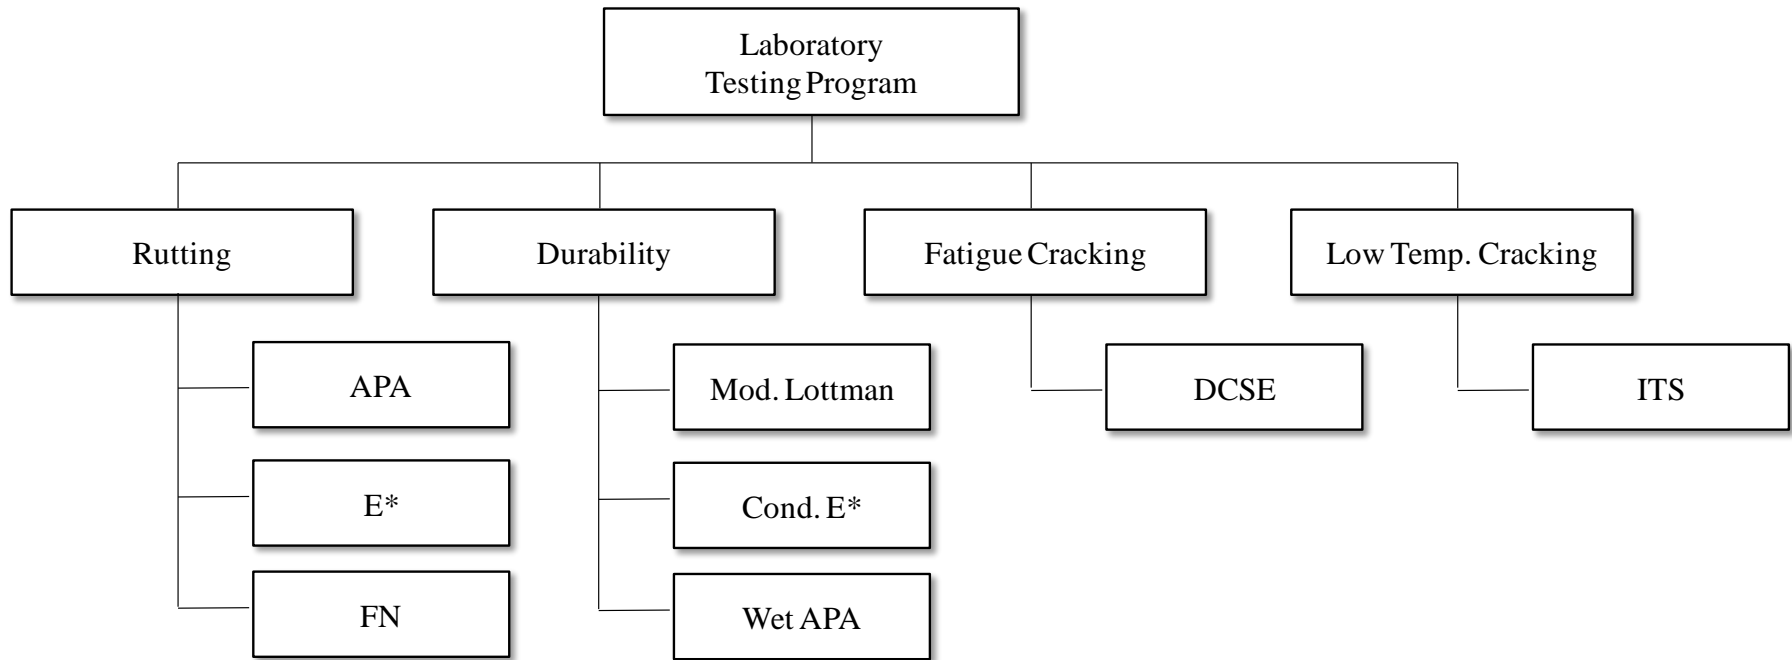 Laboratory
Testing Program
Rutting
Durability
Fatigue Cracking
Low Temp. Cracking
APA
Mod. Lottman
DCSE
ITS
E*
Cond. E*
FN
Wet APA